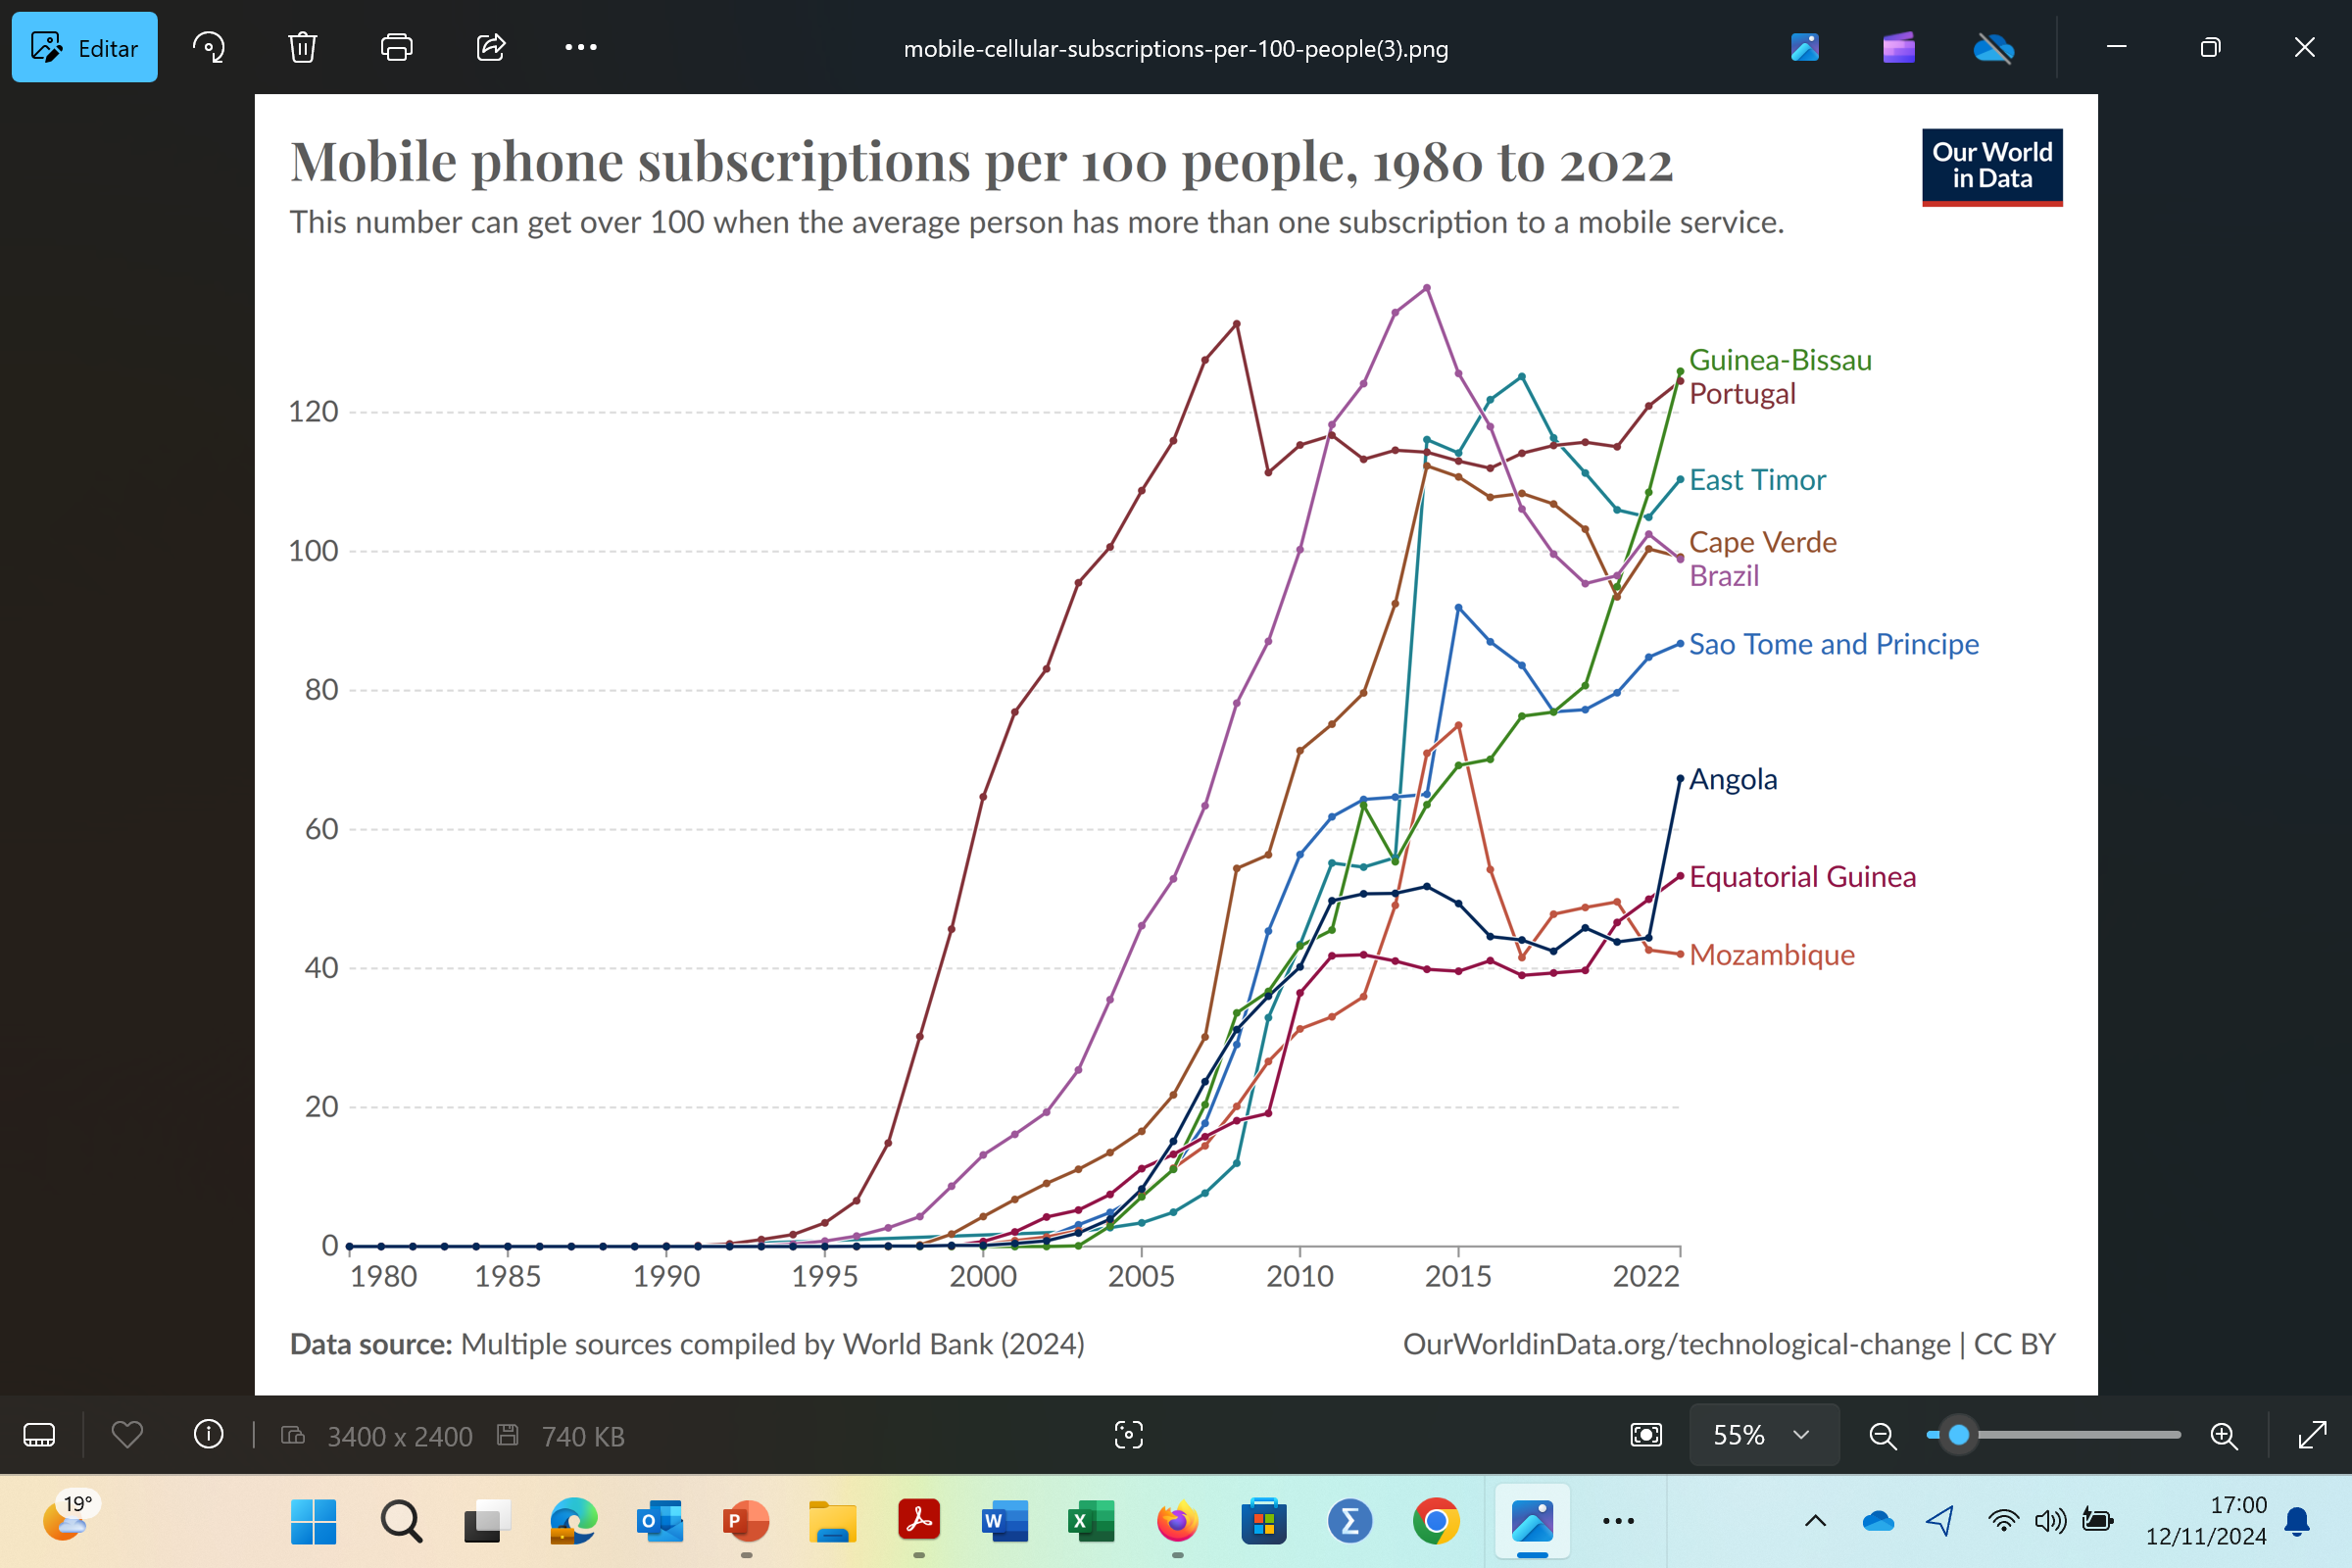 Editar
mobile-cellular-subscriptions-per-100-people(3).png
Mobile phone subscriptions per 100 people, 1980 to 2022
This number can get over 100 when the average person has more than one subscription to a mobile service.
Our World
in Data
120
100
80
60
40
20
0
Guinea-Bissau
Portugal
East Timor
Cape Verde
Brazil
Sao Tome and Principe
Angola
Equatorial Guinea
Mozambique
1980 1985 1990 1995 2000 2005 2010 2015 2022
Data source: Multiple sources compiled by World Bank (2024)
OurWorldinData.org/technological-change | CC BY
3400 x 2400 740 KB
55%
19°
17:00
12/11/2024